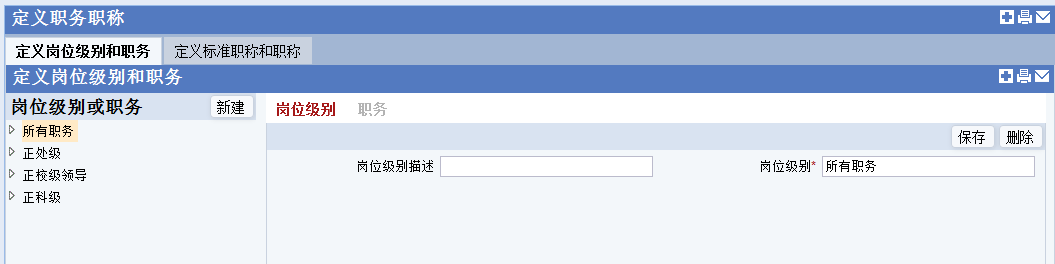 定义职务职称
定义岗位级别和职务 定义标准职称和职称
定义岗位级别和职务
岗位级别或职务 新建 岗位级别 职务
所有职务
保存 删除
正处级
岗位级别描述 岗位级别* 所有职务
正校级领导
正科级